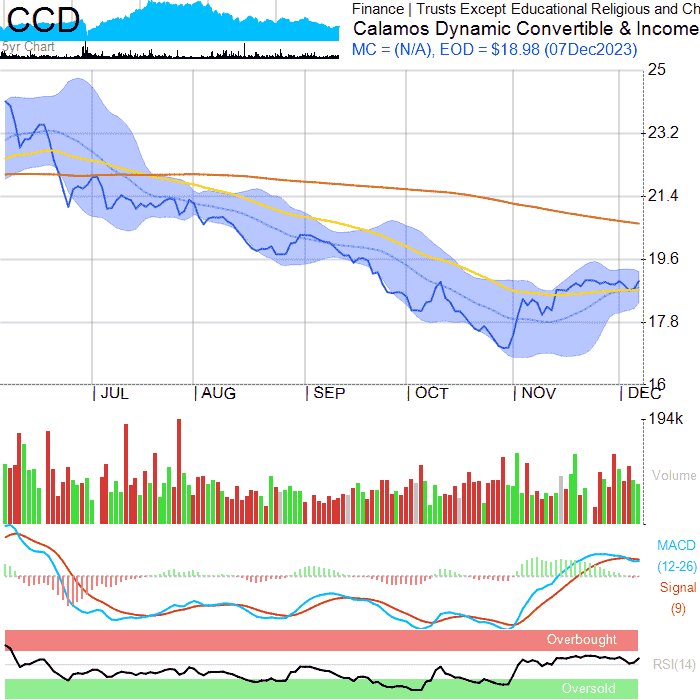 CCD
5yr Chart
Finance | Trusts Except Educational Religious and Ch
Calamos Dynamic Convertible & Income
MC = (N/A), EOD = $18.98 (07Dec2023)
25
23.2
21.4
19.6
17.8
16
JUL AUG SEP OCT NOV DEC
194k
Volume
MACD
(12-26)
Signal
(9)
Overbought
RSI(14)
Oversold